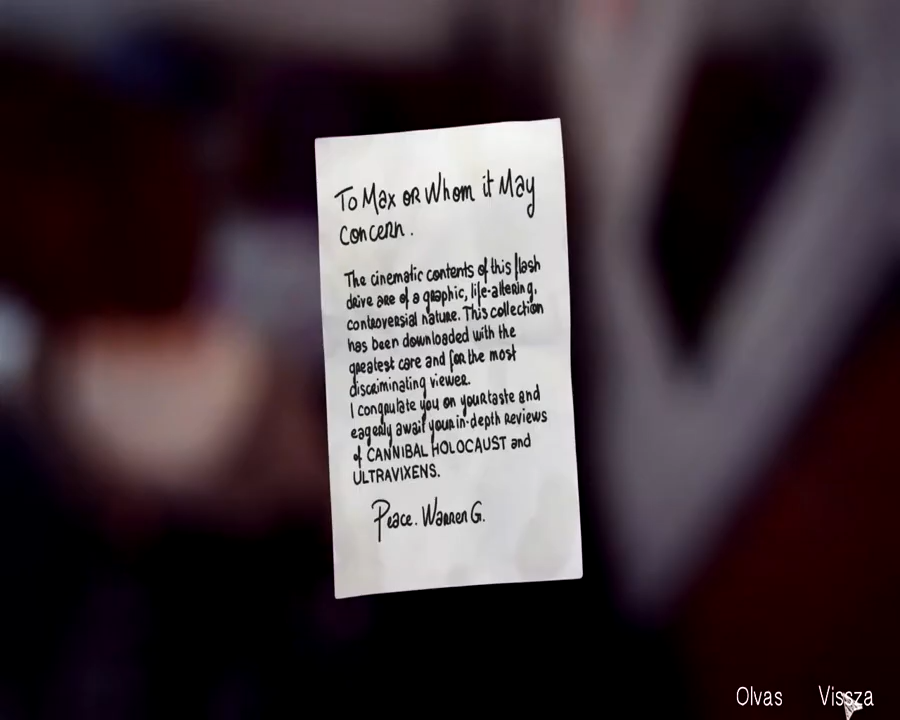 To Max or Whom it May
Concern.
The cinematic contents of this flash
drive are of a graphic, life-altering,
controversial nature. This collection
has been downloaded with the
greatest care and for the most
discriminating viewer.
I congrulate you on your taste and
eagerly await your in-depth reviews
of CANNIBAL HOLOCAUST and
ULTRAVIXENS.
Peace. Warren G.
Olvas Vissza